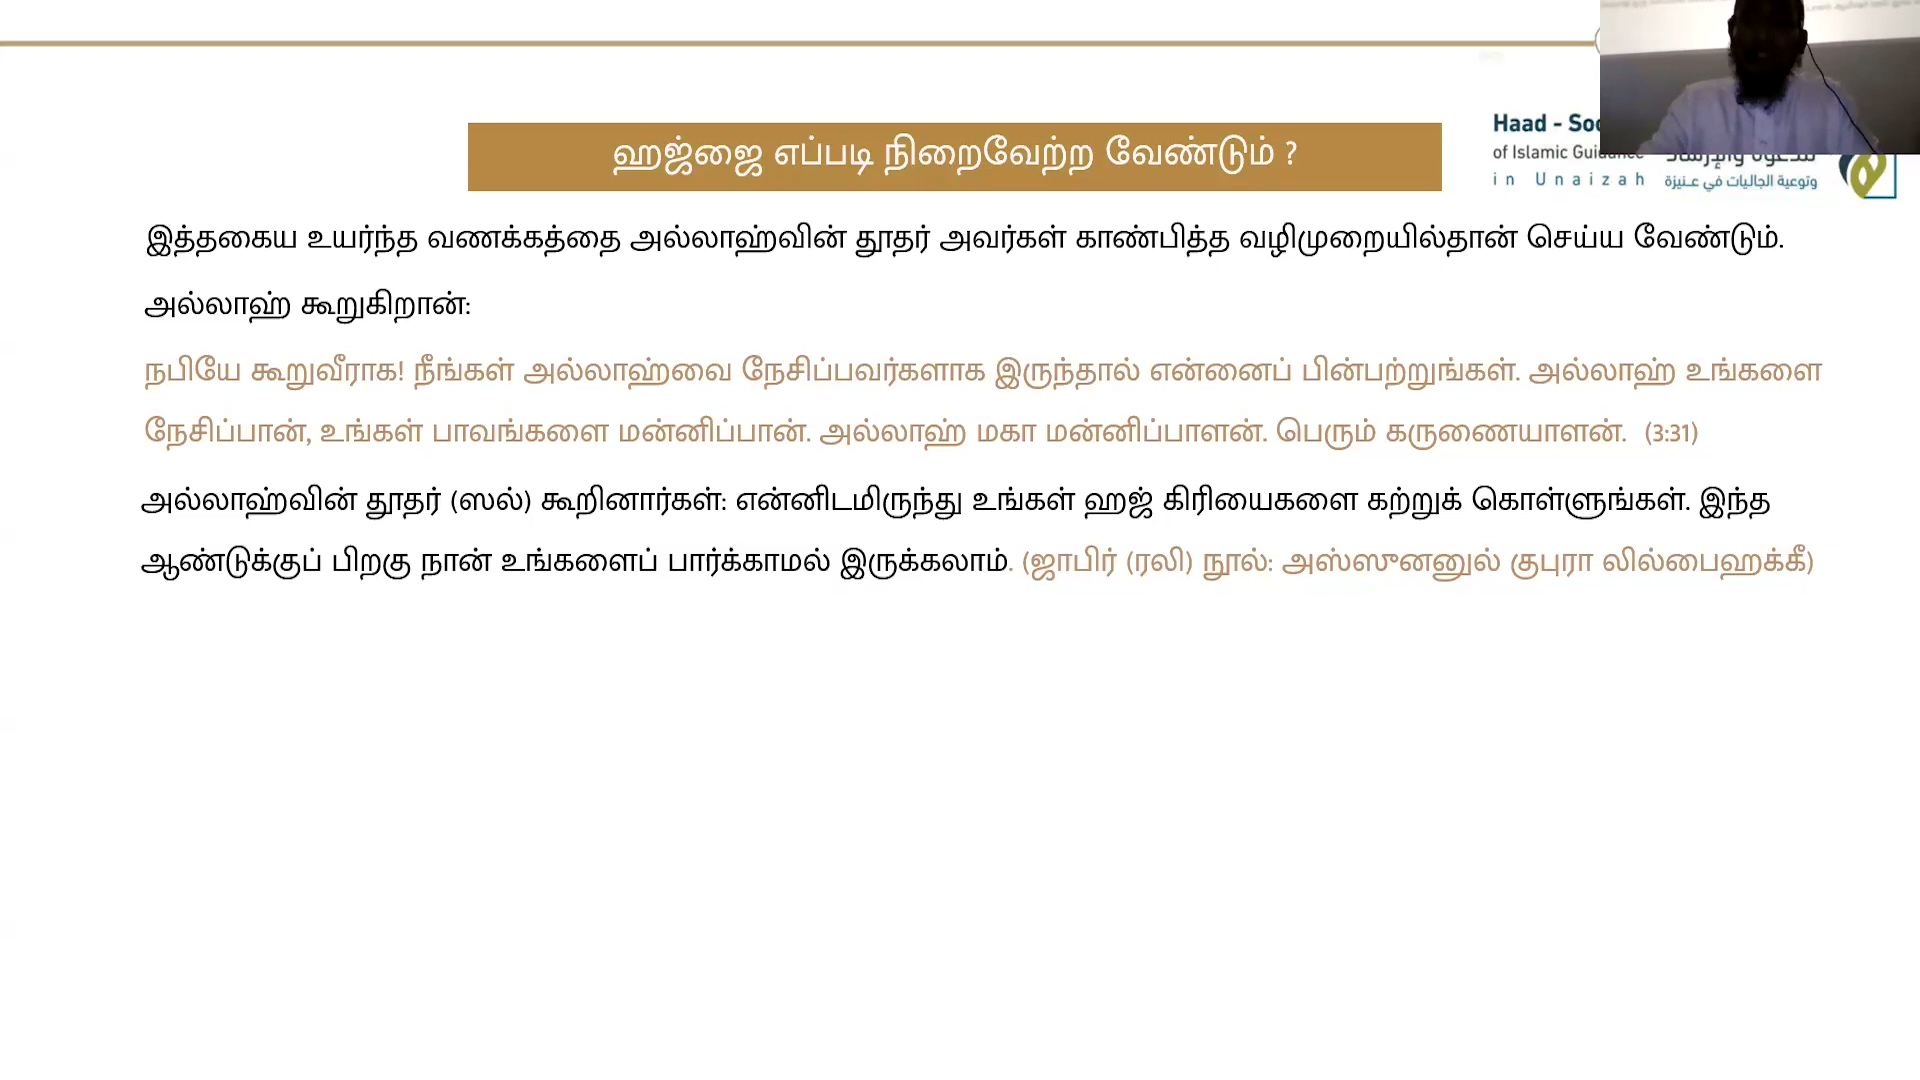 ஹஜ்ஜை எப்படி நிறைவேற்ற வேண்டும் ?
Haad -
of Islamic Guidance
in Unaizah
للدعوة والإرشاد
وتوعية الجاليات في عنيزة
இத்தகைய உயர்ந்த வணக்கத்தை அல்லாஹ்வின் தூதர் அவர்கள் காண்பித்த வழிமுறையில்தான் செய்ய வேண்டும்.
அல்லாஹ் கூறுகிறான்:
நபியே கூறுவீராக! நீங்கள் அல்லாஹ்வை நேசிப்பவர்களாக இருந்தால் என்னைப் பின்பற்றுங்கள். அல்லாஹ் உங்களை
நேசிப்பான், உங்கள் பாவங்களை மன்னிப்பான். அல்லாஹ் மகா மன்னிப்பாளன். பெரும் கருணையாளன். (3:31)
அல்லாஹ்வின் தூதர் (ஸல்) கூறினார்கள்: என்னிடமிருந்து உங்கள் ஹஜ் கிரியைகளை கற்றுக் கொள்ளுங்கள். இந்த
ஆண்டுக்குப் பிறகு நான் உங்களைப் பார்க்காமல் இருக்கலாம். (ஜாபிர் (ரலி) நூல்: அஸ்ஸுனனுல் குபுரா லில்பைஹக்கீ)